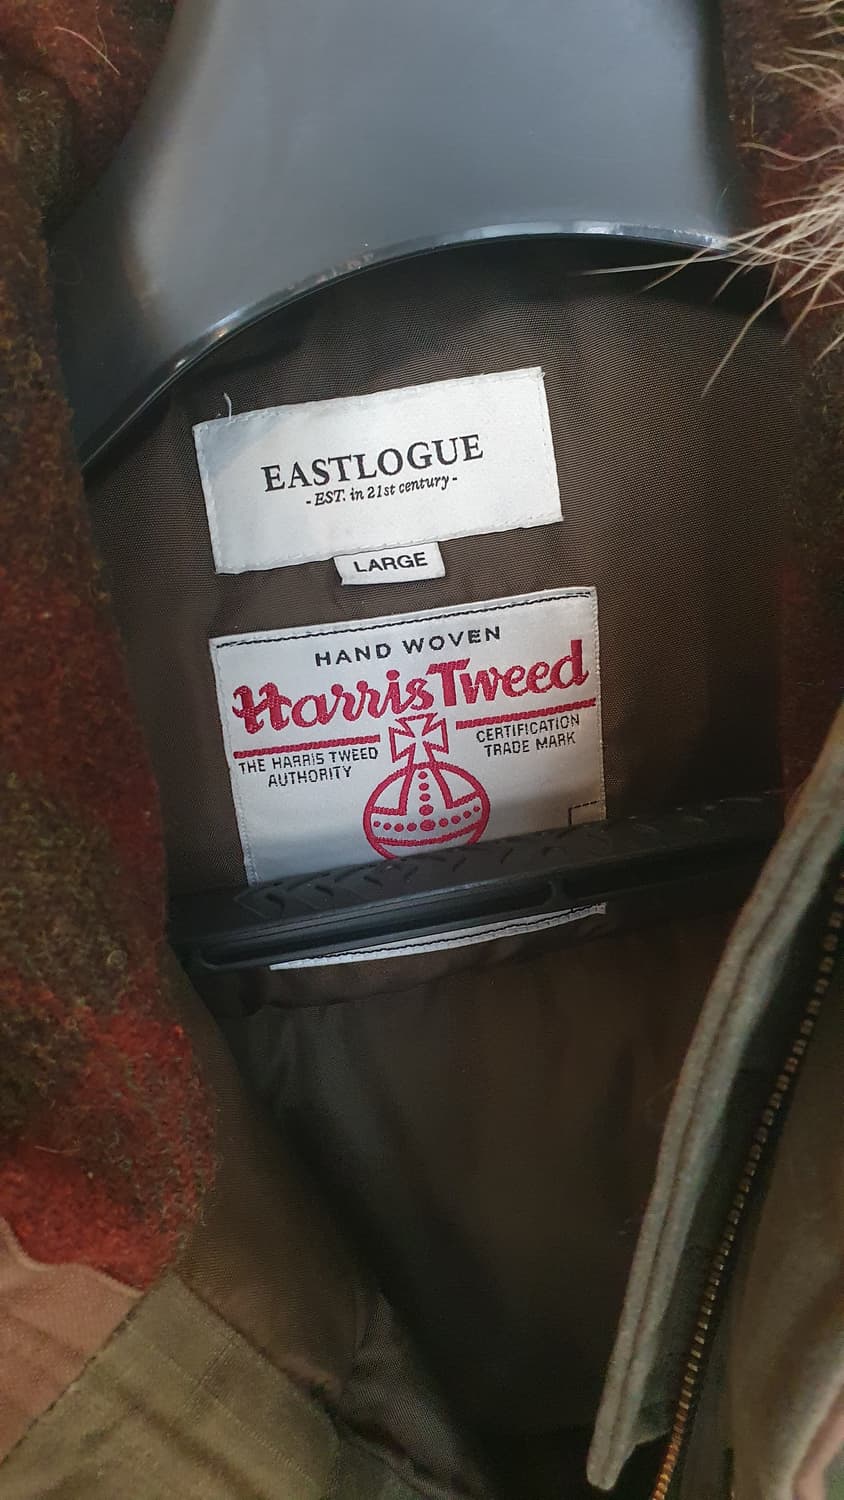 EASTLOGUE
- EST. in 21st century -
LARGE
HAND WOVEN
Harris Tweed
THE HARRIS TWEED
AUTHORITY
CERTIFICATION
TRADE MARK